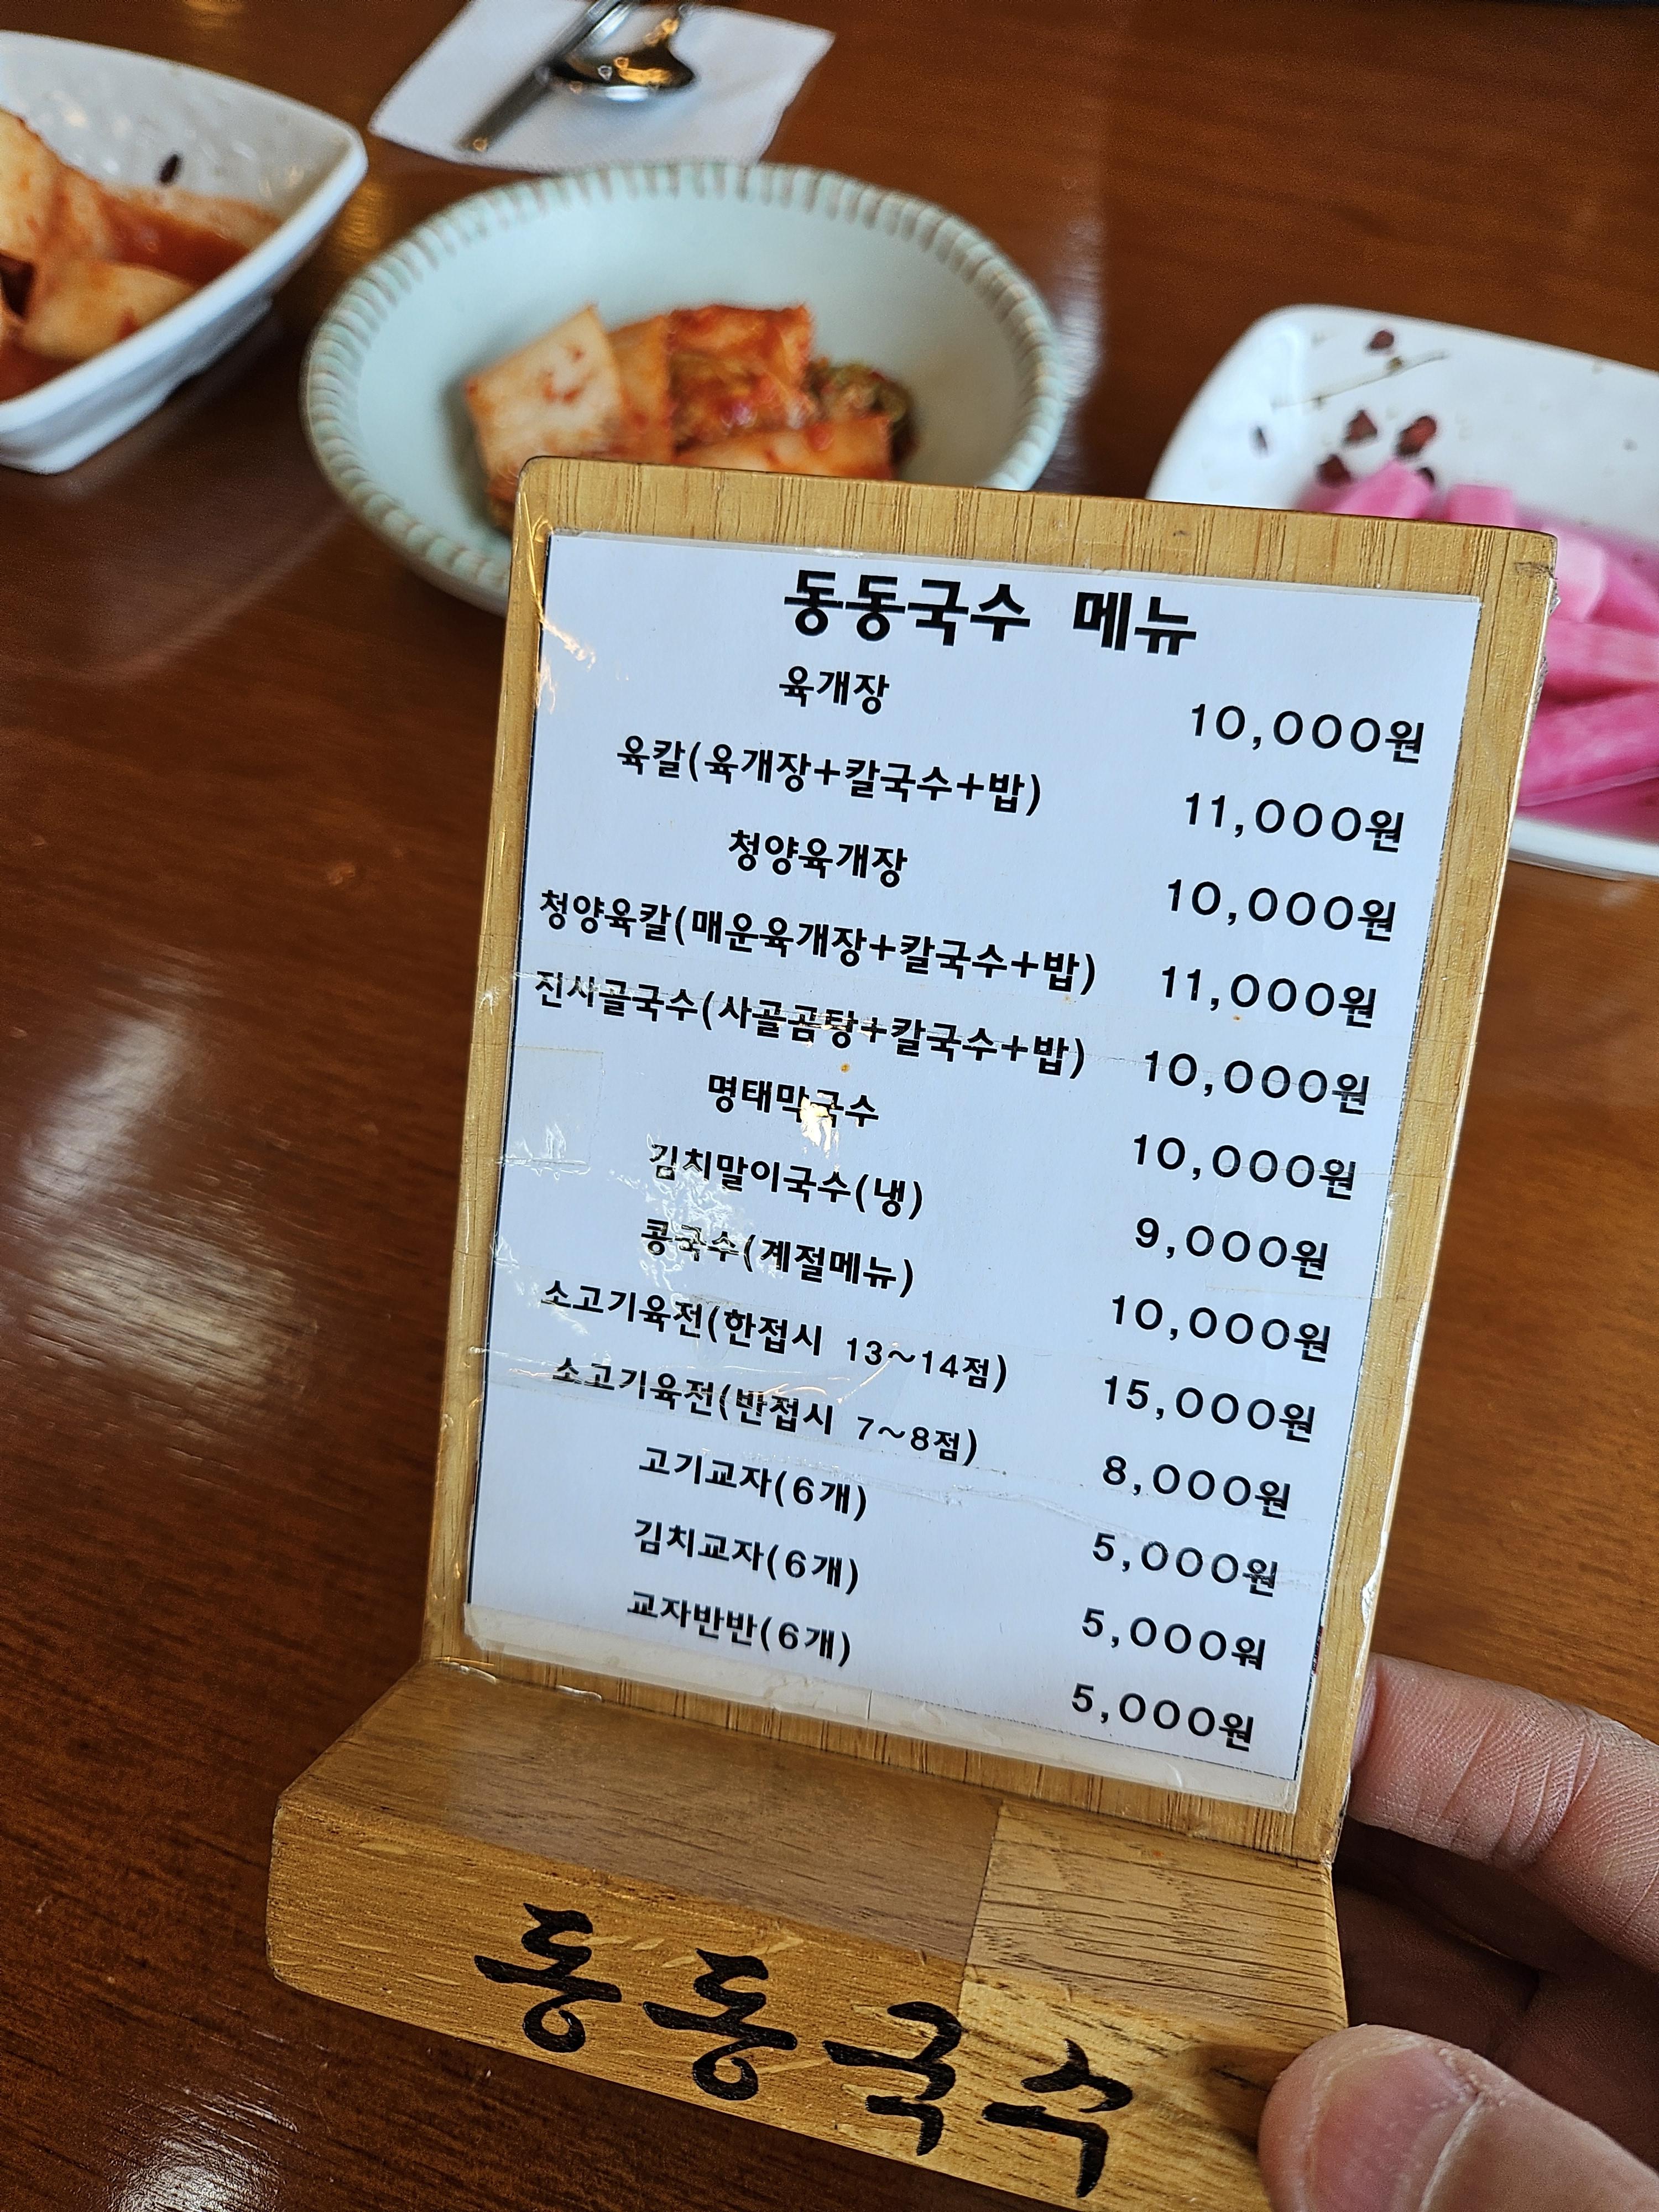 동동국수 메뉴
육개장 10,000원
육칼(육개장+칼국수+밥) 11,000원
청양육개장 10,000원
청양육칼(매운육개장+칼국수+밥) 11,000원
진사골국수(사골곰탕+칼국수+밥) 10,000원
명태막국수 10,000원
김치말이국수(냉) 9,000원
콩국수(계절메뉴) 10,000원
소고기육전(한접시 13~14점) 15,000원
소고기육전(반접시 7~8점) 8,000원
고기교자(6개) 5,000원
김치교자(6개) 5,000원
교자반반(6개) 5,000원
동동국수